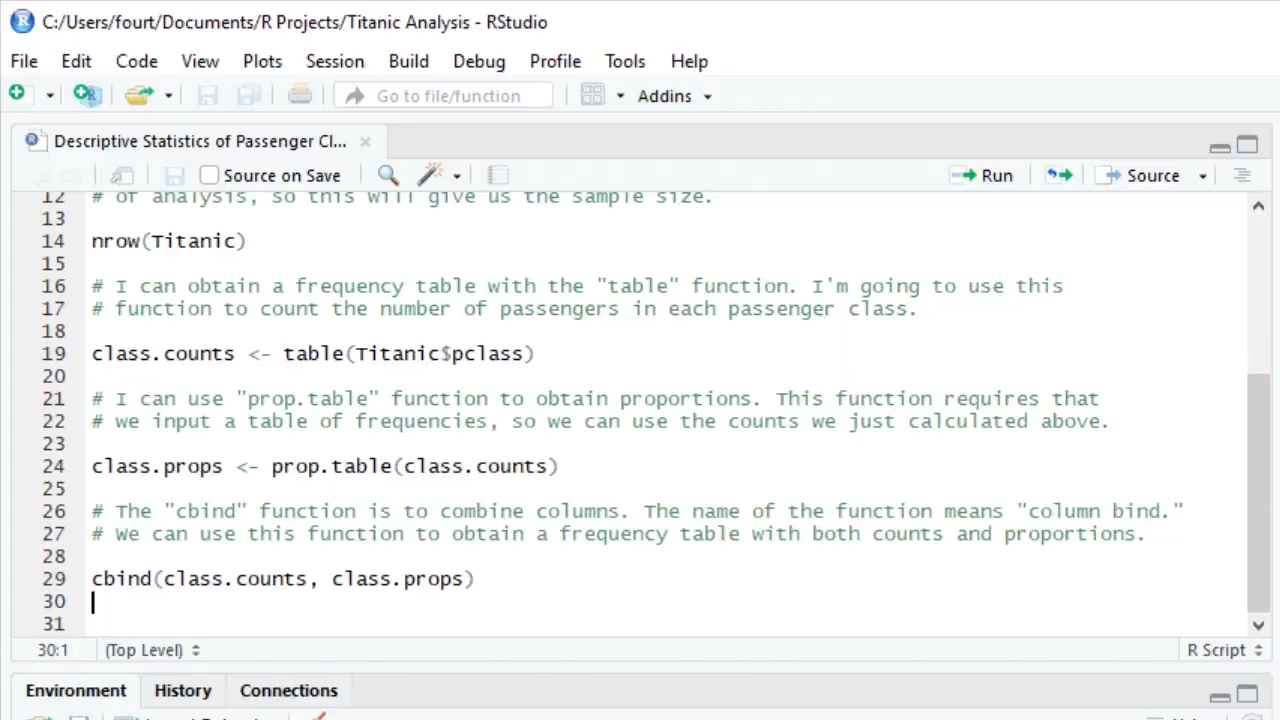 C:/Users/fourt/Documents/R Projects/Titanic Analysis - RStudio
File Edit Code View Plots Session Build Debug Profile Tools Help
Go to file/function Addins
Descriptive Statistics of Passenger Cl...
Source on Save Run Source
12 # of analysis, so this will give us the sample size.
13
14 nrow(Titanic)
15
16 # I can obtain a frequency table with the "table" function. I'm going to use this
17 # function to count the number of passengers in each passenger class.
18
19 class.counts <- table(Titanic$pclass)
20
21 # I can use "prop.table" function to obtain proportions. This function requires that
22 # we input a table of frequencies, so we can use the counts we just calculated above.
23
24 class.props <- prop.table(class.counts)
25
26 # The "cbind" function is to combine columns. The name of the function means "column bind."
27 # We can use this function to obtain a frequency table with both counts and proportions.
28
29 cbind(class.counts, class.props)
30
31
30:1 (Top Level) R Script
Environment History Connections